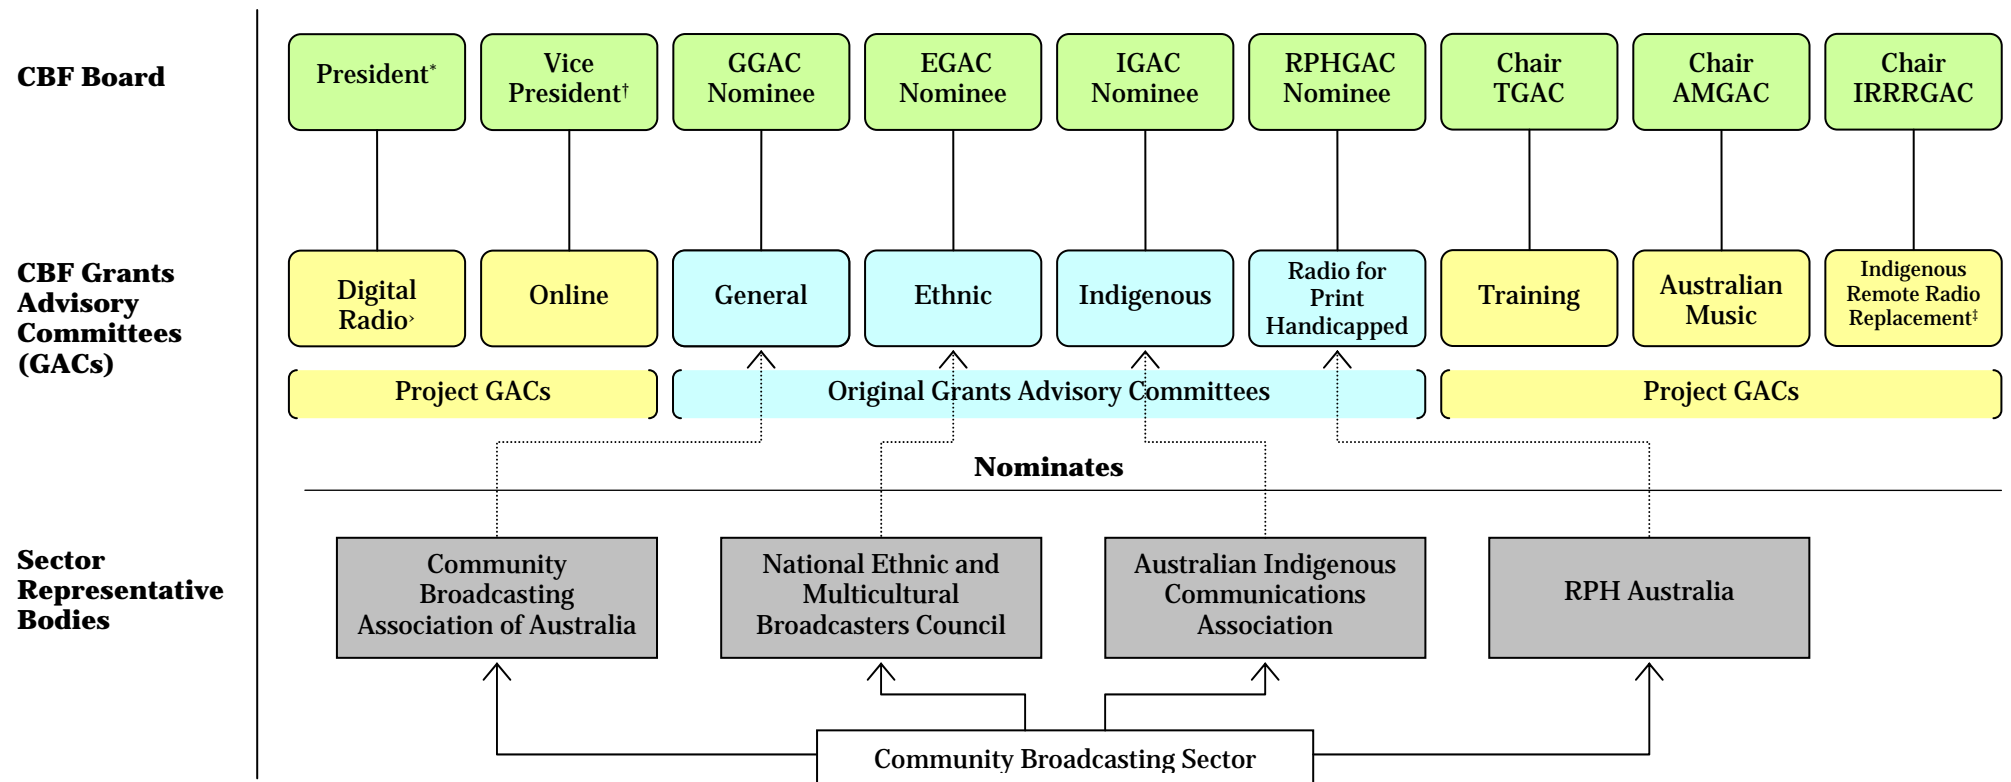 CBF Board
President*
Vice
President†
GGAC
Nominee
EGAC
Nominee
IGAC
Nominee
RPHGAC
Nominee
Chair
TGAC
Chair
AMGAC
Chair
IRRRGAC
CBF Grants
Advisory
Committees
(GACs)
Digital
Radio›
Online
General
Ethnic
Indigenous
Radio for
Print
Handicapped
Training
Australian
Music
Indigenous
Remote Radio
Replacement‡
Project GACs
Original Grants Advisory Committees
Project GACs
Nominates
Sector
Representative
Bodies
Community
Broadcasting
Association of Australia
National Ethnic and
Multicultural
Broadcasters Council
Australian Indigenous
Communications
Association
RPH Australia
Community Broadcasting Sector